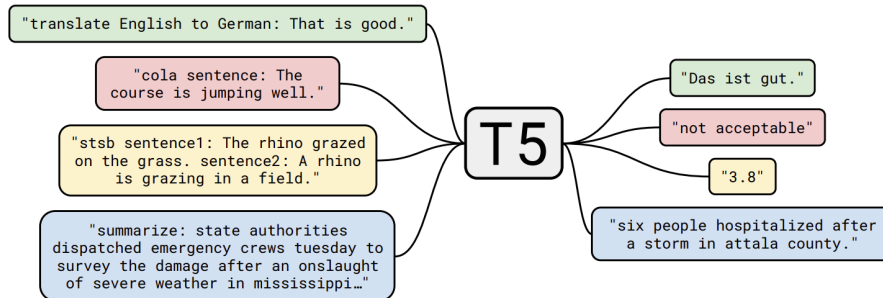 "translate English to German: That is good."
"cola sentence: The
course is jumping well."
"stsb sentence1: The rhino grazed
on the grass. sentence2: A rhino
is grazing in a field."
"summarize: state authorities
dispatched emergency crews tuesday to
survey the damage after an onslaught
of severe weather in mississippi…"
T5
"Das ist gut."
"not acceptable"
"3.8"
"six people hospitalized after
a storm in attala county."